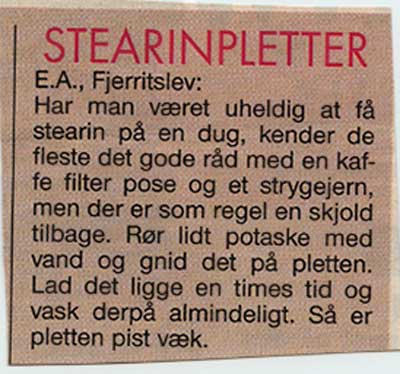 STEARINPLETTER
E.A., Fjerritslev:
Har man været uheldig at få
stearin på en dug, kender de
fleste det gode råd med en kaf-
fe filter pose og et strygejern,
men der er som regel en skjold
tilbage. Rør lidt potaske med
vand og gnid det på pletten.
Lad det ligge en times tid og
vask derpå almindeligt. Så er
pletten pist væk.